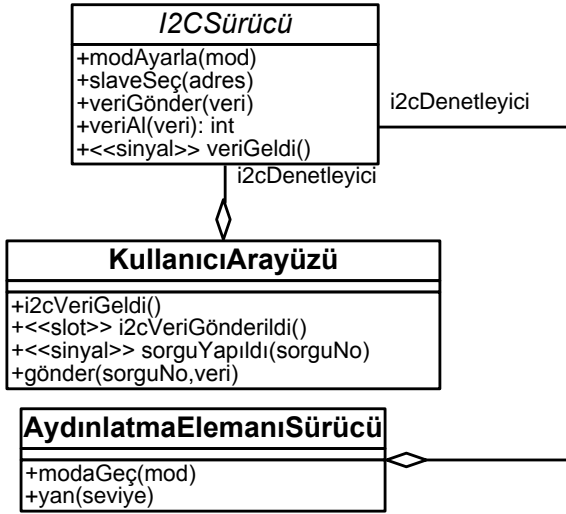 I2CSürücü
+modAyarla(mod)
+slaveSeç(adres)
+veriGönder(veri)
+veriAl(veri): int
+<<sinyal>> veriGeldi()
i2cDenetleyici
i2cDenetleyici
KullanıcıArayüzü
+i2cVeriGeldi()
+<<slot>> i2cVeriGönderildi()
+<<sinyal>> sorguYapıldı(sorguNo)
+gönder(sorguNo,veri)
AydınlatmaElemanıSürücü
+modaGeç(mod)
+yan(seviye)